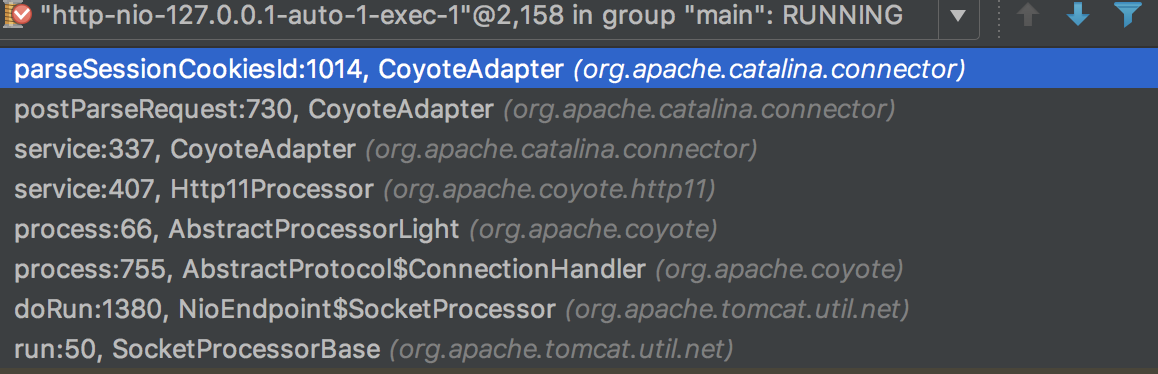 "http-nio-127.0.0.1-auto-1-exec-1"@2,158 in group "main": RUNNING
parseSessionCookiesId:1014, CoyoteAdapter (org.apache.catalina.connector)
postParseRequest:730, CoyoteAdapter (org.apache.catalina.connector)
service:337, CoyoteAdapter (org.apache.catalina.connector)
service:407, Http11Processor (org.apache.coyote.http11)
process:66, AbstractProcessorLight (org.apache.coyote)
process:755, AbstractProtocol$ConnectionHandler (org.apache.coyote)
doRun:1380, NioEndpoint$SocketProcessor (org.apache.tomcat.util.net)
run:50, SocketProcessorBase (org.apache.tomcat.util.net)